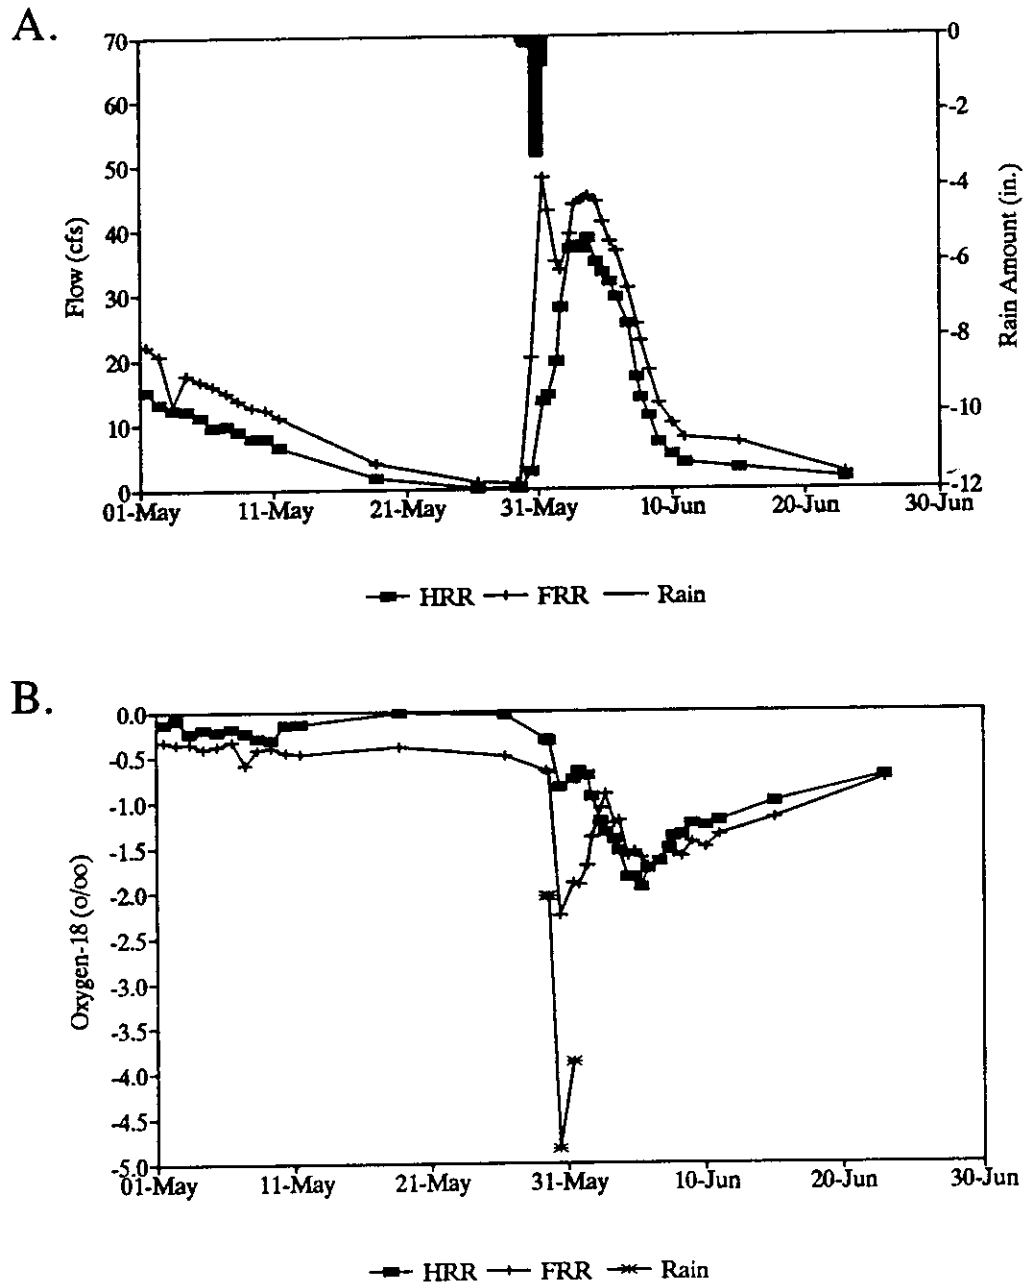 A.
70
60
50
40
30
20
10
0
Flow (cfs)
0
-2
-4
-6
-8
-10
-12
Rain Amount (in.)
01-May 11-May 21-May 31-May 10-Jun 20-Jun 30-Jun
HRR FRR Rain
B.
0.0
-0.5
-1.0
-1.5
-2.0
-2.5
-3.0
-3.5
-4.0
-4.5
-5.0
Oxygen-18 (o/oo)
01-May 11-May 21-May 31-May 10-Jun 20-Jun 30-Jun
HRR FRR Rain